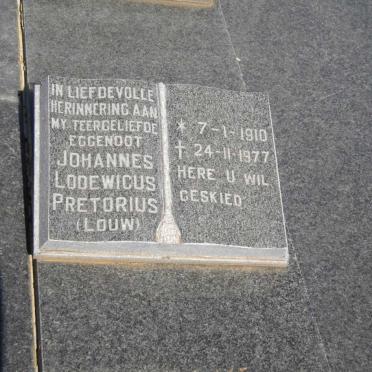 IN LIEFDEVOLLE
HERINNERING AAN
MY TEERGELIEFDE
EGGENOOT
JOHANNES
LODEWICUS
PRETORIUS
(LOUW)
* 7-1-1910
† 24-11-1977
HERE U WIL
GESKIED